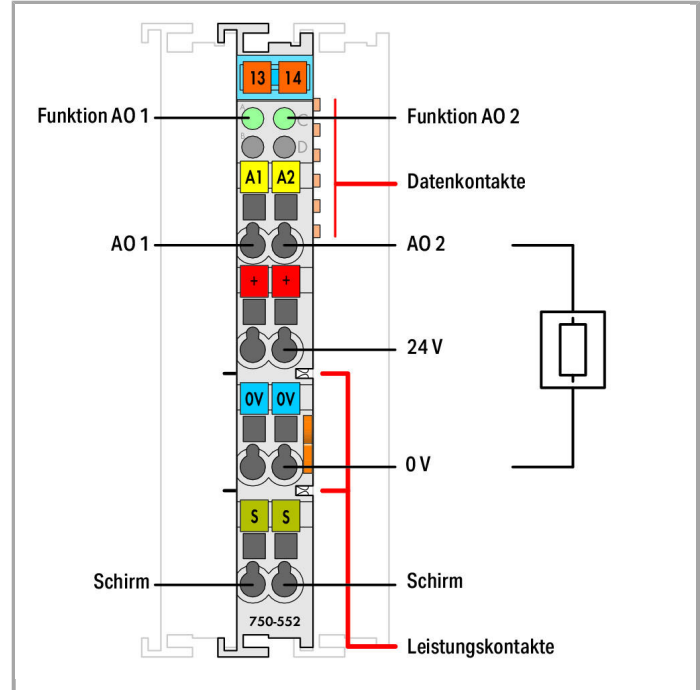 13 14
Funktion AO 1
Funktion AO 2
A
C
B
D
A1 A2
Datenkontakte
AO 1
AO 2
+ +
24 V
0V 0V
0 V
S S
Schirm
Schirm
750-552
Leistungskontakte